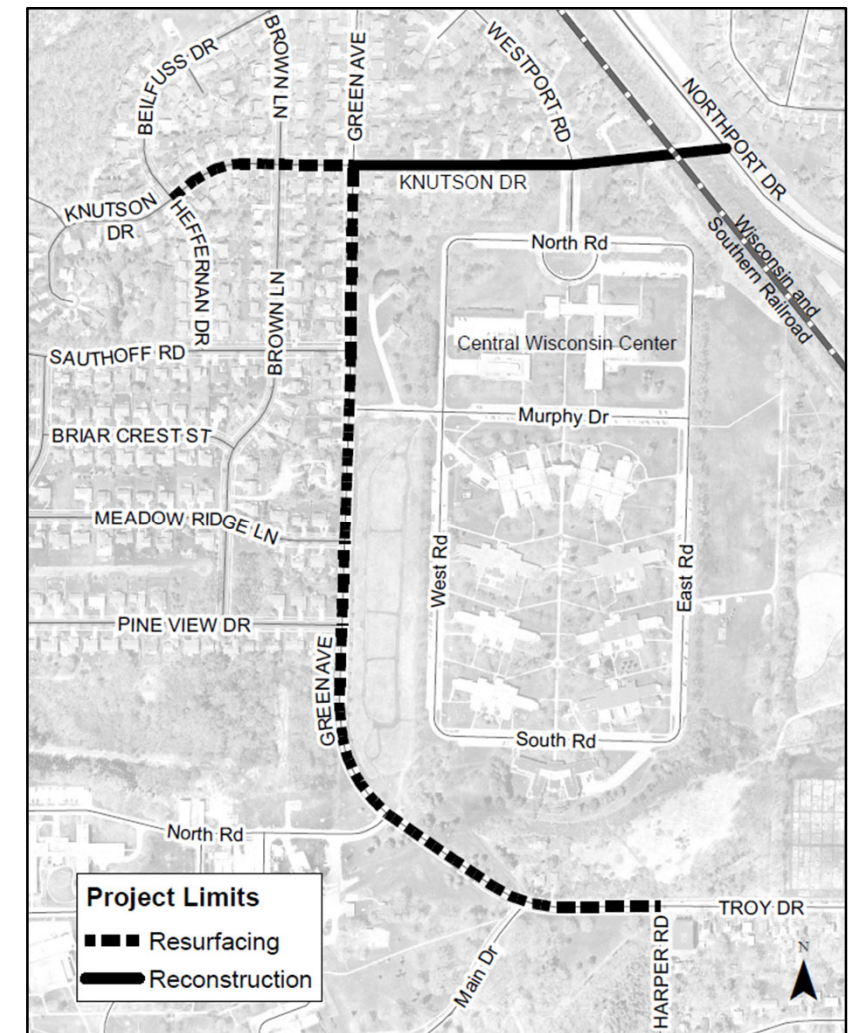 BROWN LN
GREEN AVE
WESTPORT RD
BEILFUSS DR
NORTHPORT DR
KNUTSON DR
KNUTSON
DR
HEFFERNAN DR
Wisconsin and
Southern Railroad
North Rd
BROWN LN
Central Wisconsin Center
SAUTHOFF RD
Murphy Dr
BRIAR CREST ST
MEADOW RIDGE LN
West Rd
East Rd
PINE VIEW DR
GREEN AVE
South Rd
North Rd
Project Limits
Resurfacing
Reconstruction
TROY DR
Main Dr
HARPER RD
N